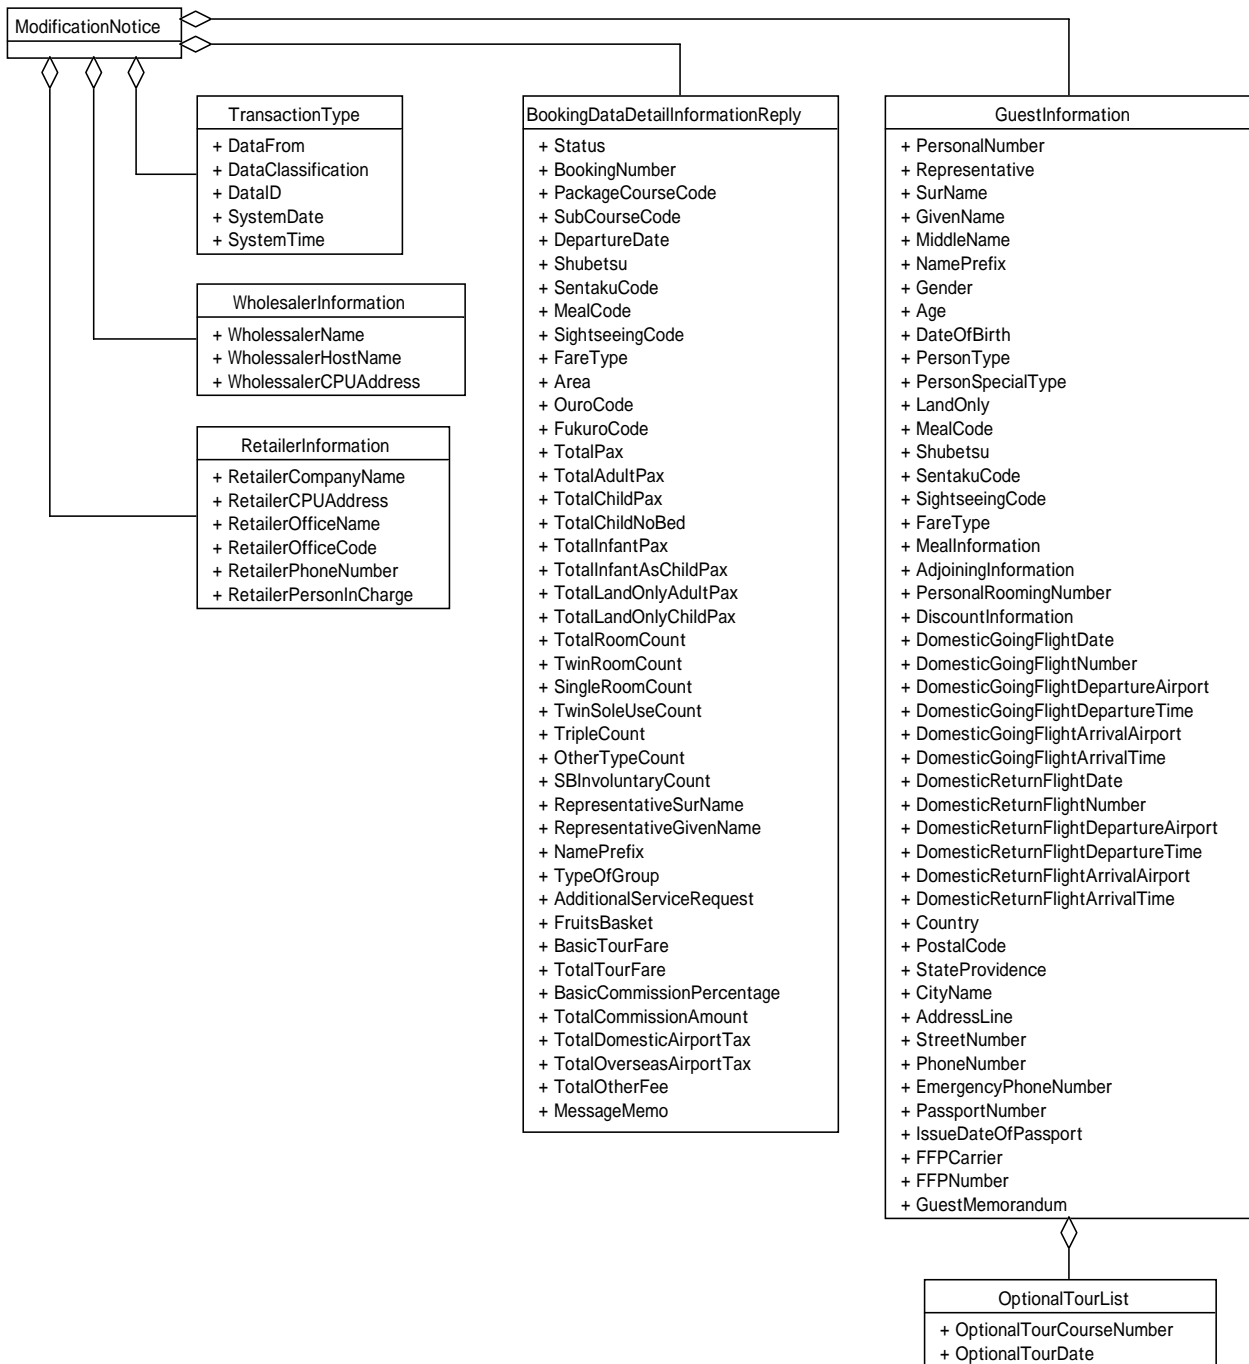 ModificationNotice
TransactionType
+ DataFrom
+ DataClassification
+ DataID
+ SystemDate
+ SystemTime
WholesalerInformation
+ WholessalerName
+ WholessalerHostName
+ WholessalerCPUAddress
RetailerInformation
+ RetailerCompanyName
+ RetailerCPUAddress
+ RetailerOfficeName
+ RetailerOfficeCode
+ RetailerPhoneNumber
+ RetailerPersonInCharge
BookingDataDetailInformationReply
+ Status
+ BookingNumber
+ PackageCourseCode
+ SubCourseCode
+ DepartureDate
+ Shubetsu
+ SentakuCode
+ MealCode
+ SightseeingCode
+ FareType
+ Area
+ OuroCode
+ FukuroCode
+ TotalPax
+ TotalAdultPax
+ TotalChildPax
+ TotalChildNoBed
+ TotalInfantPax
+ TotalInfantAsChildPax
+ TotalLandOnlyAdultPax
+ TotalLandOnlyChildPax
+ TotalRoomCount
+ TwinRoomCount
+ SingleRoomCount
+ TwinSoleUseCount
+ TripleCount
+ OtherTypeCount
+ SBInvoluntaryCount
+ RepresentativeSurName
+ RepresentativeGivenName
+ NamePrefix
+ TypeOfGroup
+ AdditionalServiceRequest
+ FruitsBasket
+ BasicTourFare
+ TotalTourFare
+ BasicCommissionPercentage
+ TotalCommissionAmount
+ TotalDomesticAirportTax
+ TotalOverseasAirportTax
+ TotalOtherFee
+ MessageMemo
GuestInformation
+ PersonalNumber
+ Representative
+ SurName
+ GivenName
+ MiddleName
+ NamePrefix
+ Gender
+ Age
+ DateOfBirth
+ PersonType
+ PersonSpecialType
+ LandOnly
+ MealCode
+ Shubetsu
+ SentakuCode
+ SightseeingCode
+ FareType
+ MealInformation
+ AdjoiningInformation
+ PersonalRoomingNumber
+ DiscountInformation
+ DomesticGoingFlightDate
+ DomesticGoingFlightNumber
+ DomesticGoingFlightDepartureAirport
+ DomesticGoingFlightDepartureTime
+ DomesticGoingFlightArrivalAirport
+ DomesticGoingFlightArrivalTime
+ DomesticReturnFlightDate
+ DomesticReturnFlightNumber
+ DomesticReturnFlightDepartureAirport
+ DomesticReturnFlightDepartureTime
+ DomesticReturnFlightArrivalAirport
+ DomesticReturnFlightArrivalTime
+ Country
+ PostalCode
+ StateProvidence
+ CityName
+ AddressLine
+ StreetNumber
+ PhoneNumber
+ EmergencyPhoneNumber
+ PassportNumber
+ IssueDateOfPassport
+ FFPCarrier
+ FFPNumber
+ GuestMemorandum
OptionalTourList
+ OptionalTourCourseNumber
+ OptionalTourDate